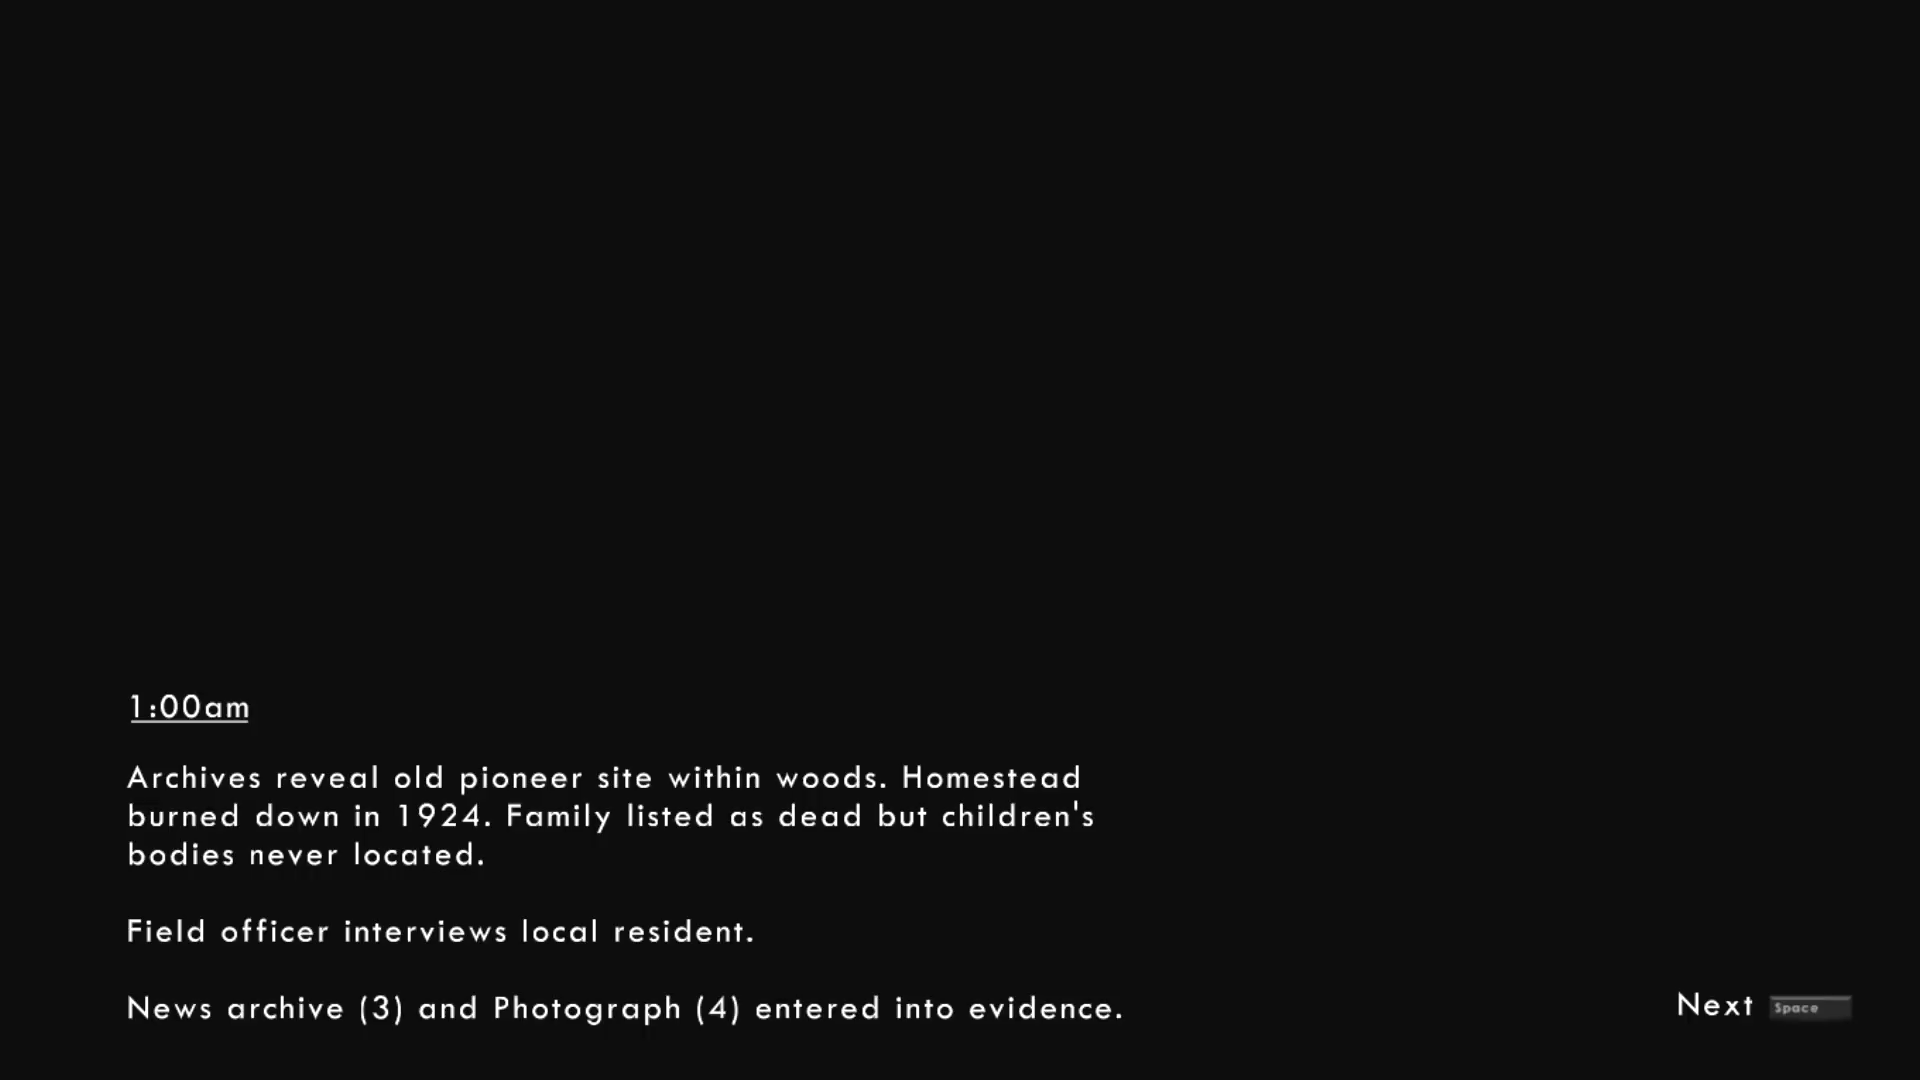 1:00am
Archives reveal old pioneer site within woods. Homestead
burned down in 1924. Family listed as dead but children's
bodies never located.
Field officer interviews local resident.
News archive (3) and Photograph (4) entered into evidence.
Next Space